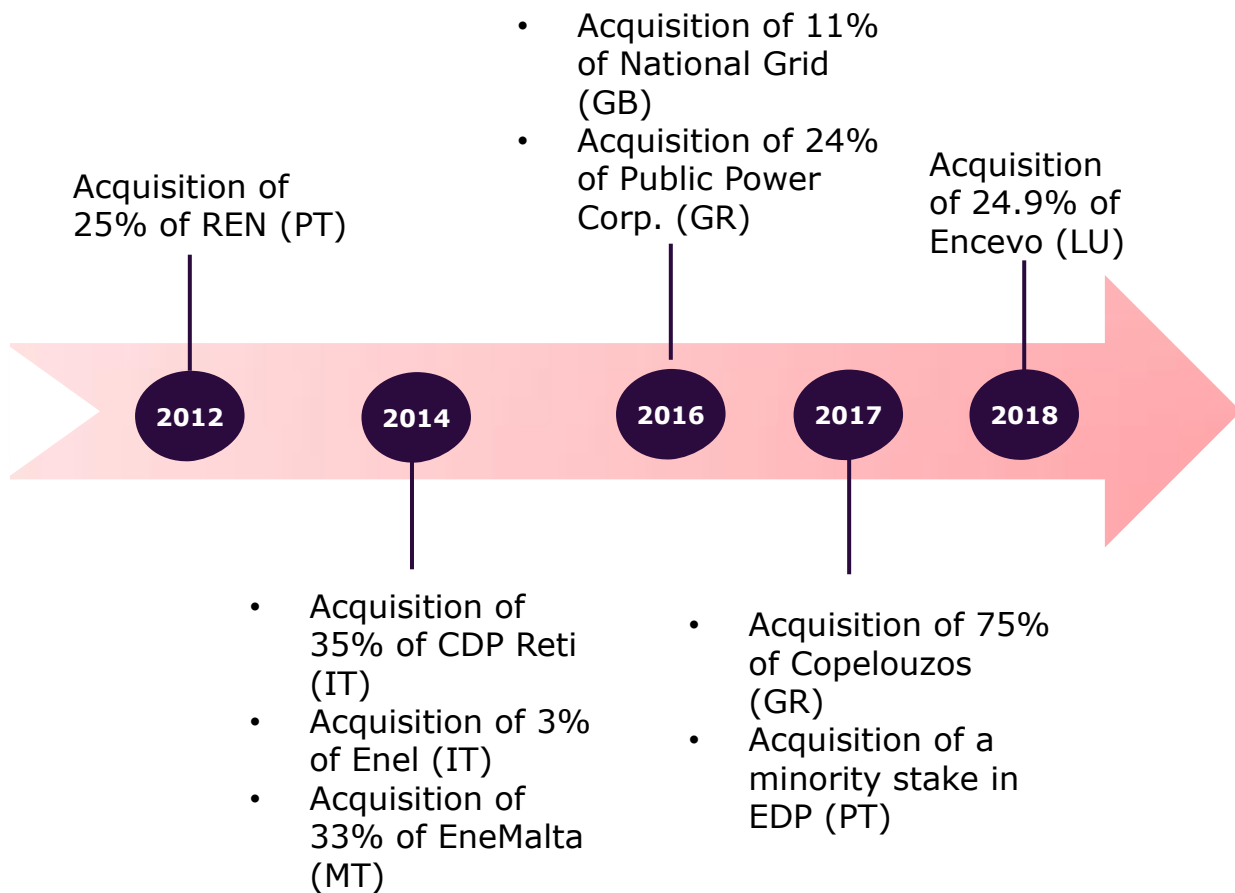 • Acquisition of 11%
of National Grid
(GB)
• Acquisition of 24%
of Public Power
Corp. (GR)
Acquisition of
25% of REN (PT)
Acquisition
of 24.9% of
Encevo (LU)
2012
2014
2016
2017
2018
• Acquisition of
35% of CDP Reti
(IT)
• Acquisition of 3%
of Enel (IT)
• Acquisition of
33% of EneMalta
(MT)
• Acquisition of 75%
of Copelouzos
(GR)
• Acquisition of a
minority stake in
EDP (PT)